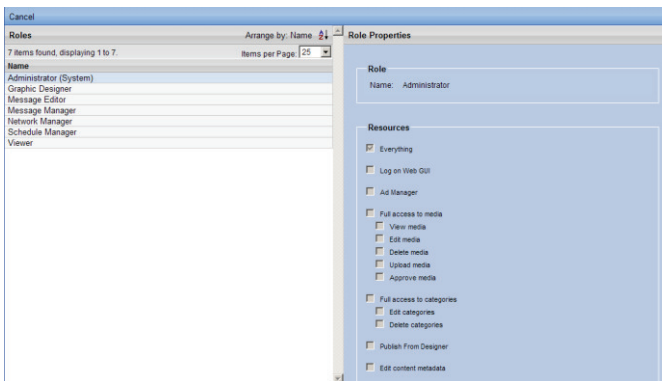 Cancel
Roles Arrange by: Name
7 items found, displaying 1 to 7. Items per Page: 25
Name
Administrator (System)
Graphic Designer
Message Editor
Message Manager
Network Manager
Schedule Manager
Viewer
Role Properties
Role
Name: Administrator
Resources
Everything
Log on Web GUI
Ad Manager
Full access to media
View media
Edit media
Delete media
Upload media
Approve media
Full access to categories
Edit categories
Delete categories
Publish From Designer
Edit content metadata